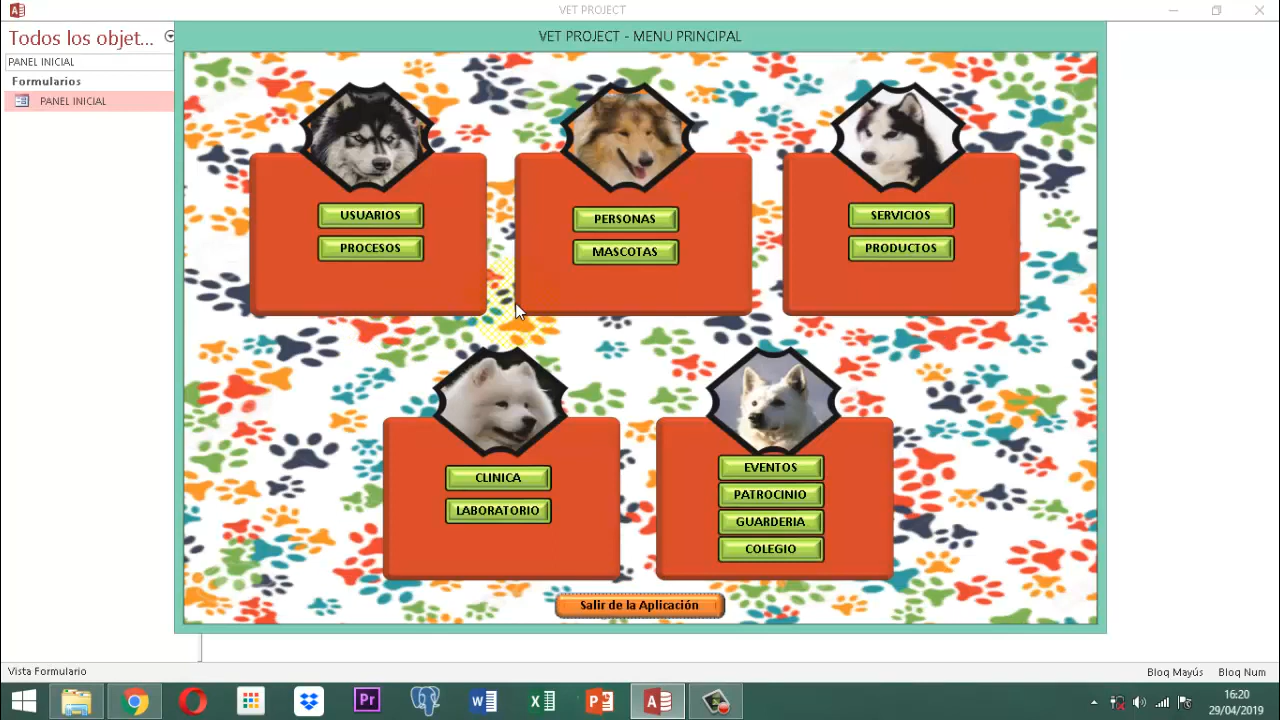 VET PROJECT
Todos los objet...
PANEL INICIAL
Formularios
PANEL INICIAL
VET PROJECT - MENU PRINCIPAL
USUARIOS
PROCESOS
PERSONAS
MASCOTAS
SERVICIOS
PRODUCTOS
CLINICA
LABORATORIO
EVENTOS
PATROCINIO
GUARDERIA
COLEGIO
Salir de la Aplicación
Vista Formulario
Bloq Mayús
Bloq Num
Pr
16:20
29/04/2019